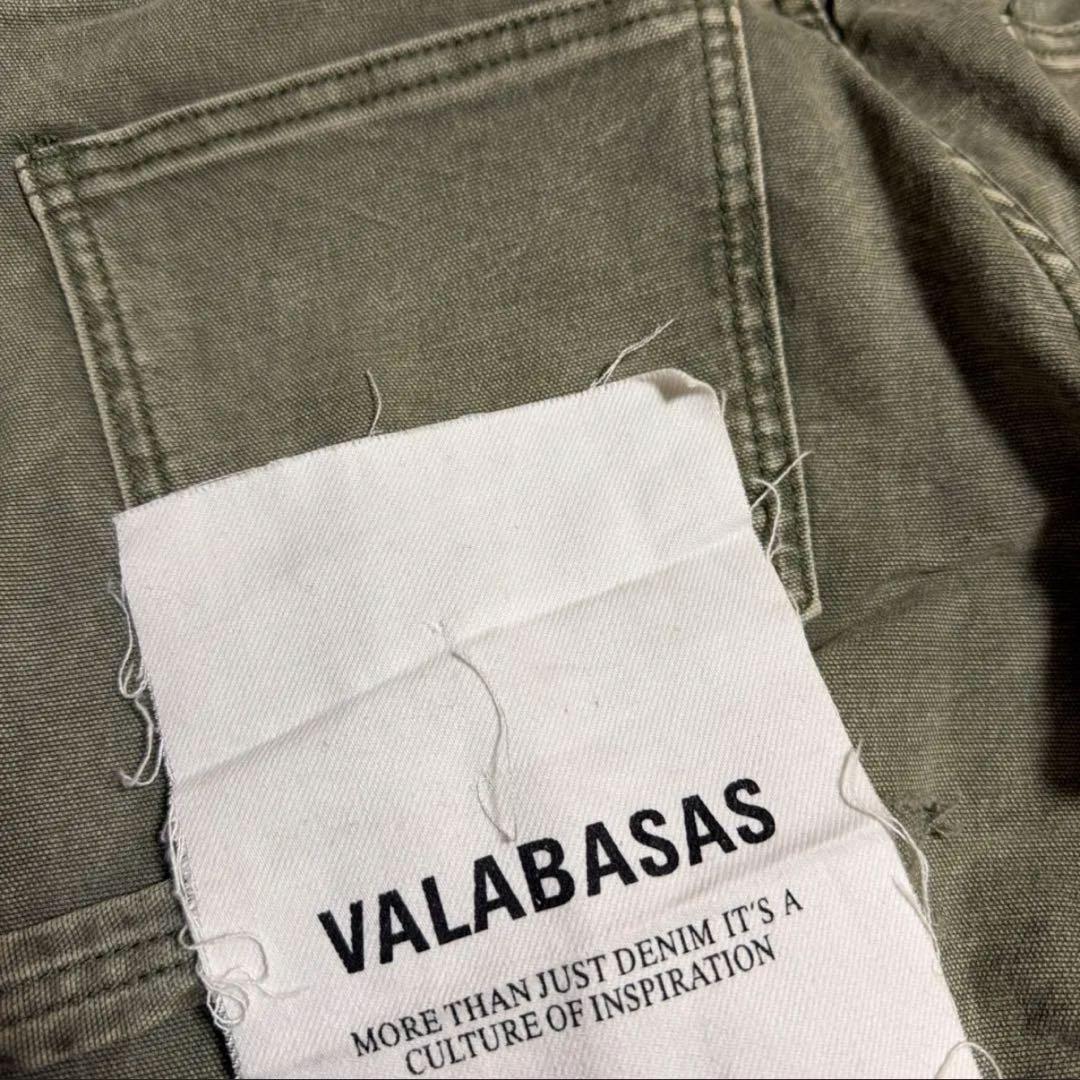 VALABASAS
MORE THAN JUST DENIM IT'S A
CULTURE OF INSPIRATION